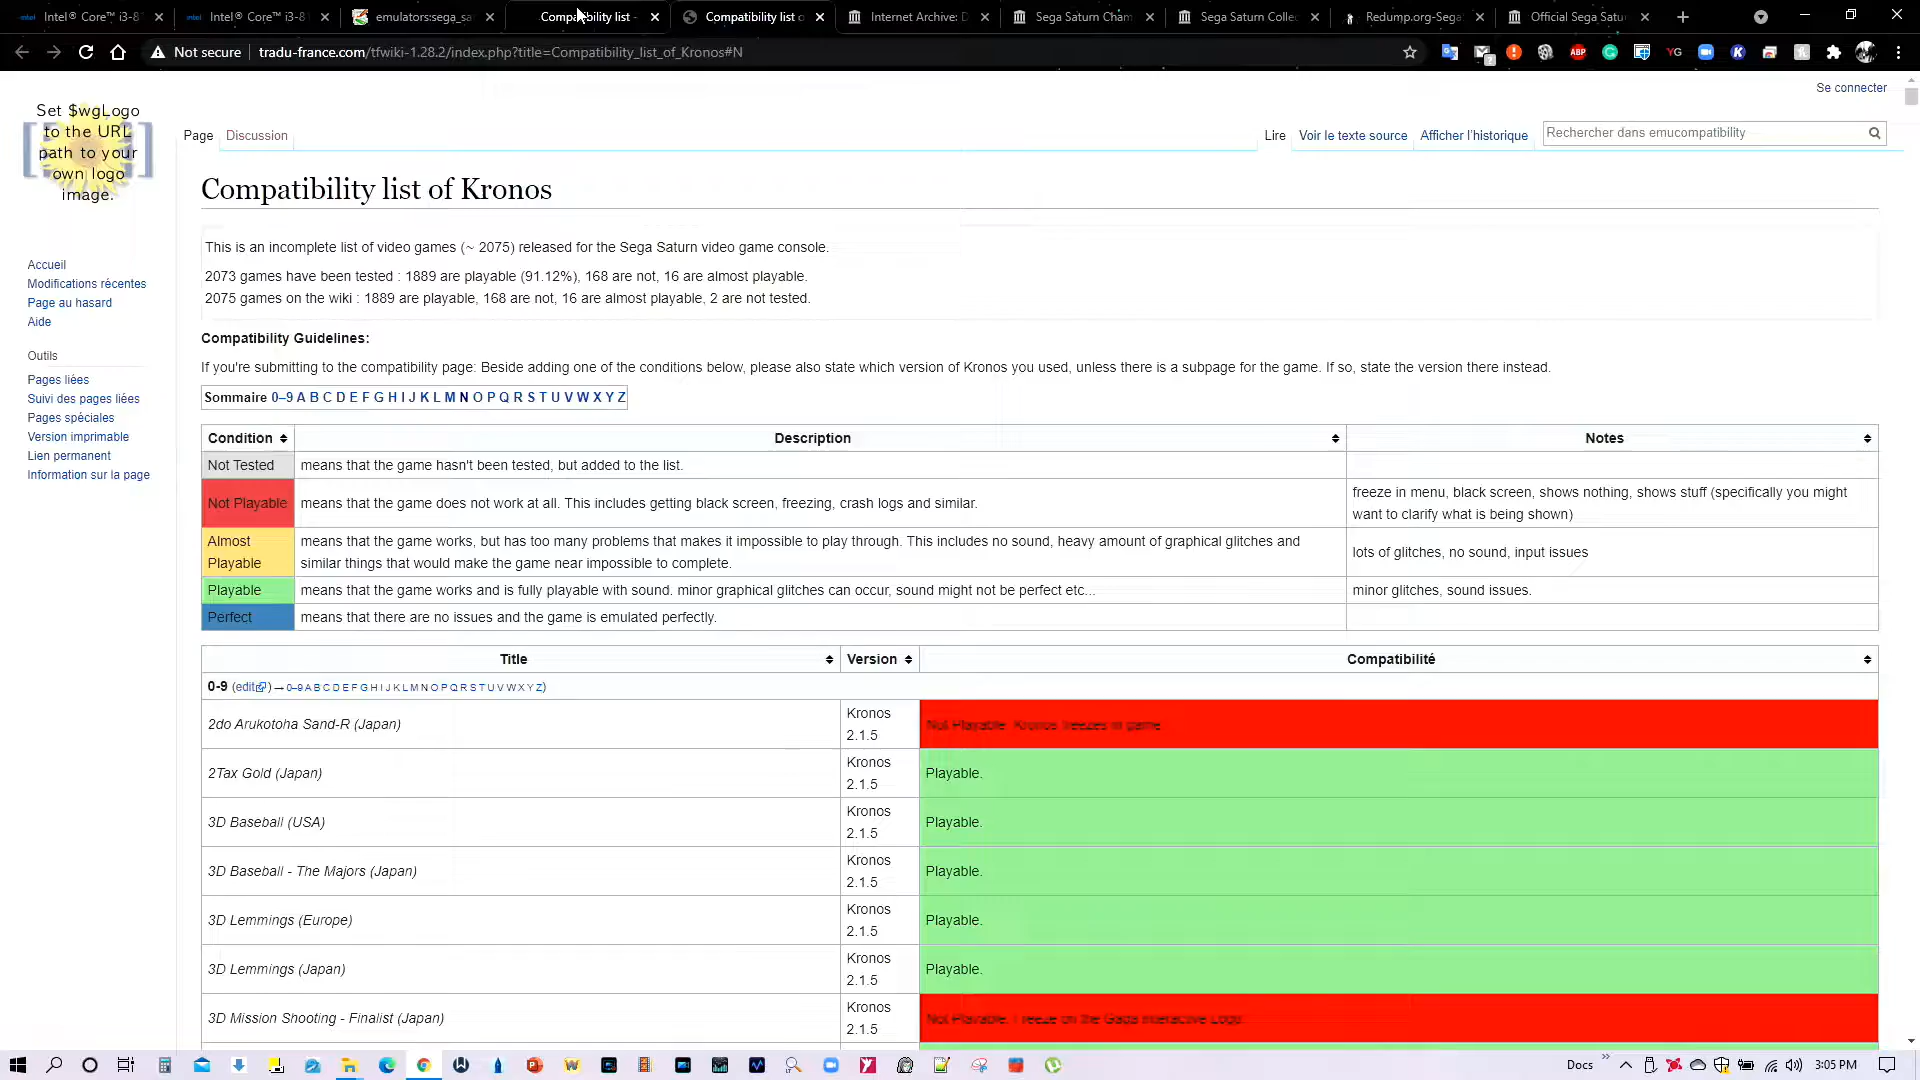 Intel® Core™ i3-8
Intel® Core™ i3-8
emulators:sega_sa
Compatibility list -
Compatibility list o
Internet Archive: D
Sega Saturn Cham
Sega Saturn Collec
Redump.org-Sega
Official Sega Satu
Not secure
tradu-france.com/tfwiki-1.28.2/index.php?title=Compatibility_list_of_Kronos#N
Se connecter
Set $wgLogo
to the URL
path to your
own logo
image.
Page
Discussion
Lire
Voir le texte source
Afficher l'historique
Rechercher dans emucompatibility
Compatibility list of Kronos
This is an incomplete list of video games (~ 2075) released for the Sega Saturn video game console.
2073 games have been tested : 1889 are playable (91.12%), 168 are not, 16 are almost playable.
2075 games on the wiki : 1889 are playable, 168 are not, 16 are almost playable, 2 are not tested.
Accueil
Modifications récentes
Page au hasard
Aide
Outils
Pages liées
Suivi des pages liées
Pages spéciales
Version imprimable
Lien permanent
Information sur la page
Compatibility Guidelines:
If you're submitting to the compatibility page: Beside adding one of the conditions below, please also state which version of Kronos you used, unless there is a subpage for the game. If so, state the version there instead.
Sommaire 0–9 A B C D E F G H I J K L M N O P Q R S T U V W X Y Z
Condition Description Notes
Not Tested means that the game hasn't been tested, but added to the list.
Not Playable means that the game does not work at all. This includes getting black screen, freezing, crash logs and similar.
freeze in menu, black screen, shows nothing, shows stuff (specifically you might
want to clarify what is being shown)
Almost
Playable
means that the game works, but has too many problems that makes it impossible to play through. This includes no sound, heavy amount of graphical glitches and
similar things that would make the game near impossible to complete.
lots of glitches, no sound, input issues
Playable means that the game works and is fully playable with sound. minor graphical glitches can occur, sound might not be perfect etc... minor glitches, sound issues.
Perfect means that there are no issues and the game is emulated perfectly.
Title Version Compatibilité
0-9 (edit) → 0–9 A B C D E F G H I J K L M N O P Q R S T U V W X Y Z)
2do Arukotoha Sand-R (Japan)
Kronos
2.1.5
Not Playable. Kronos freezes in game
2Tax Gold (Japan)
Kronos
2.1.5
Playable.
3D Baseball (USA)
Kronos
2.1.5
Playable.
3D Baseball - The Majors (Japan)
Kronos
2.1.5
Playable.
3D Lemmings (Europe)
Kronos
2.1.5
Playable.
3D Lemmings (Japan)
Kronos
2.1.5
Playable.
3D Mission Shooting - Finalist (Japan)
Kronos
2.1.5
Not Playable. Freeze on the Gaga Interactive Logo
Docs
3:05 PM